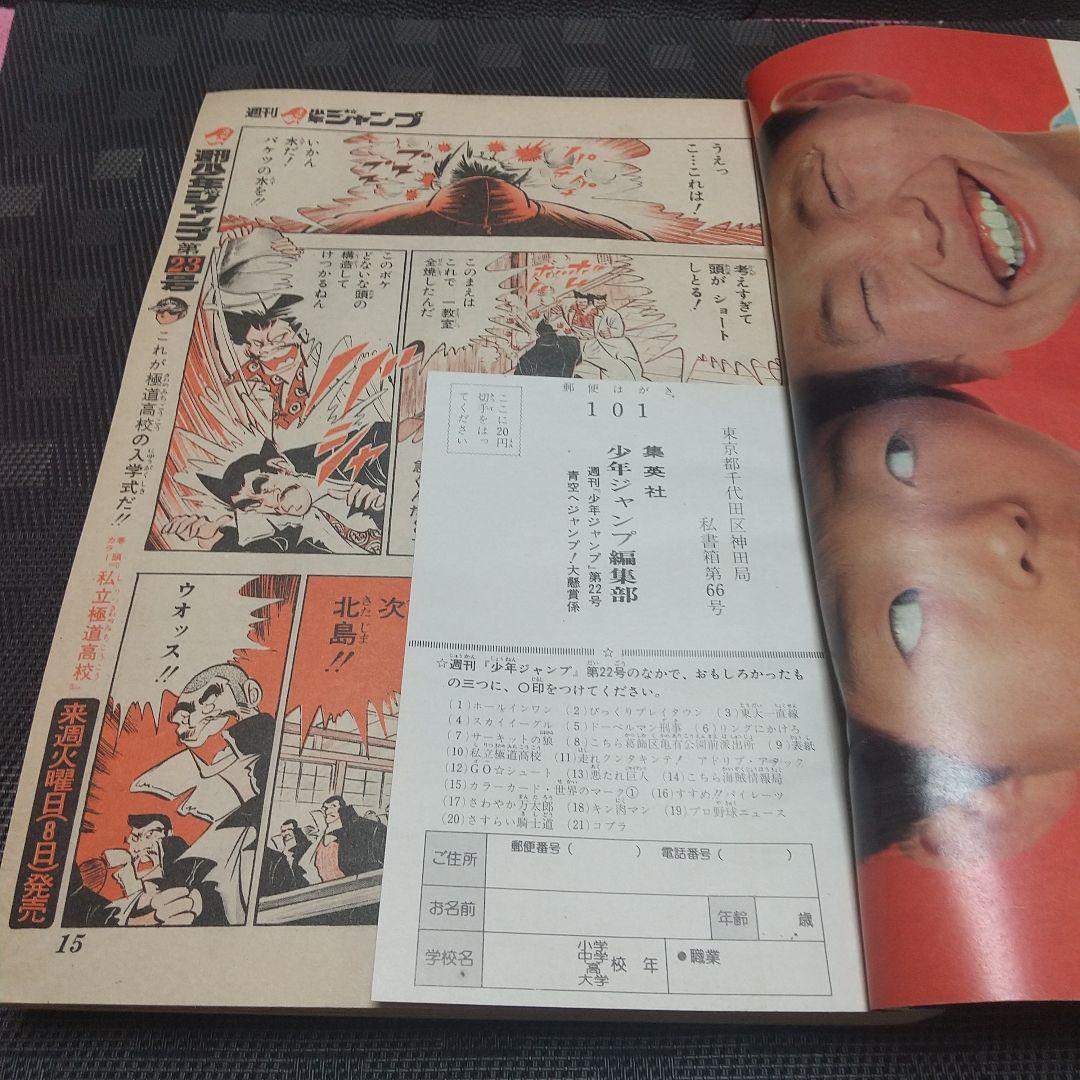 週刊 少年ジャンプ
週刊少年ジャンプ 第23号
これが極道高校の入学式だ!!
巻頭カラー『私立極道高校』
来週火曜日(8日)発売
うえっ
こ…これは!
いかん
水だ!
バケツの水を!!
考えすぎて
頭が ショート
しとる!
このまえは
これで 一教室
全焼したんだ
このボケ
どないな頭の
構造して
けつかるねん
次
北島!!
ウオッス!!
15
郵便はがき
101
ここに20円
切手をはっ
てください
東京都千代田区神田局
私書箱第66号
集英社
少年ジャンプ編集部
週刊『少年ジャンプ』第22号
青空へジャンプ!大懸賞係
☆
☆週刊『少年ジャンプ』第22号のなかで、おもしろかったも
の三つに、○印をつけてください。
(1)ホールインワン (2)びっくりプレイタウン (3)東大一直線
(4)スカイイーグル (5)ドーベルマン刑事 (6)リングにかけろ
(7)サーキットの狼 (8)こちら葛飾区亀有公園前派出所 (9)表紙
(10)私立極道高校 (11)走れクンタキンテ! アドリブ・アタック
(12)GO☆シュート (13)悪たれ巨人 (14)こちら海賊情報局
(15)カラーカード・世界のマーク① (16)すすめ!!パイレーツ
(17)さわやか万太郎 (18)キン肉マン (19)プロ野球ニュース
(20)さすらい騎士道 (21)コブラ
ご住所 郵便番号( ) 電話番号( )
お名前 年齢 歳
学校名 小学 中学 高 大学 校 年 ●職業